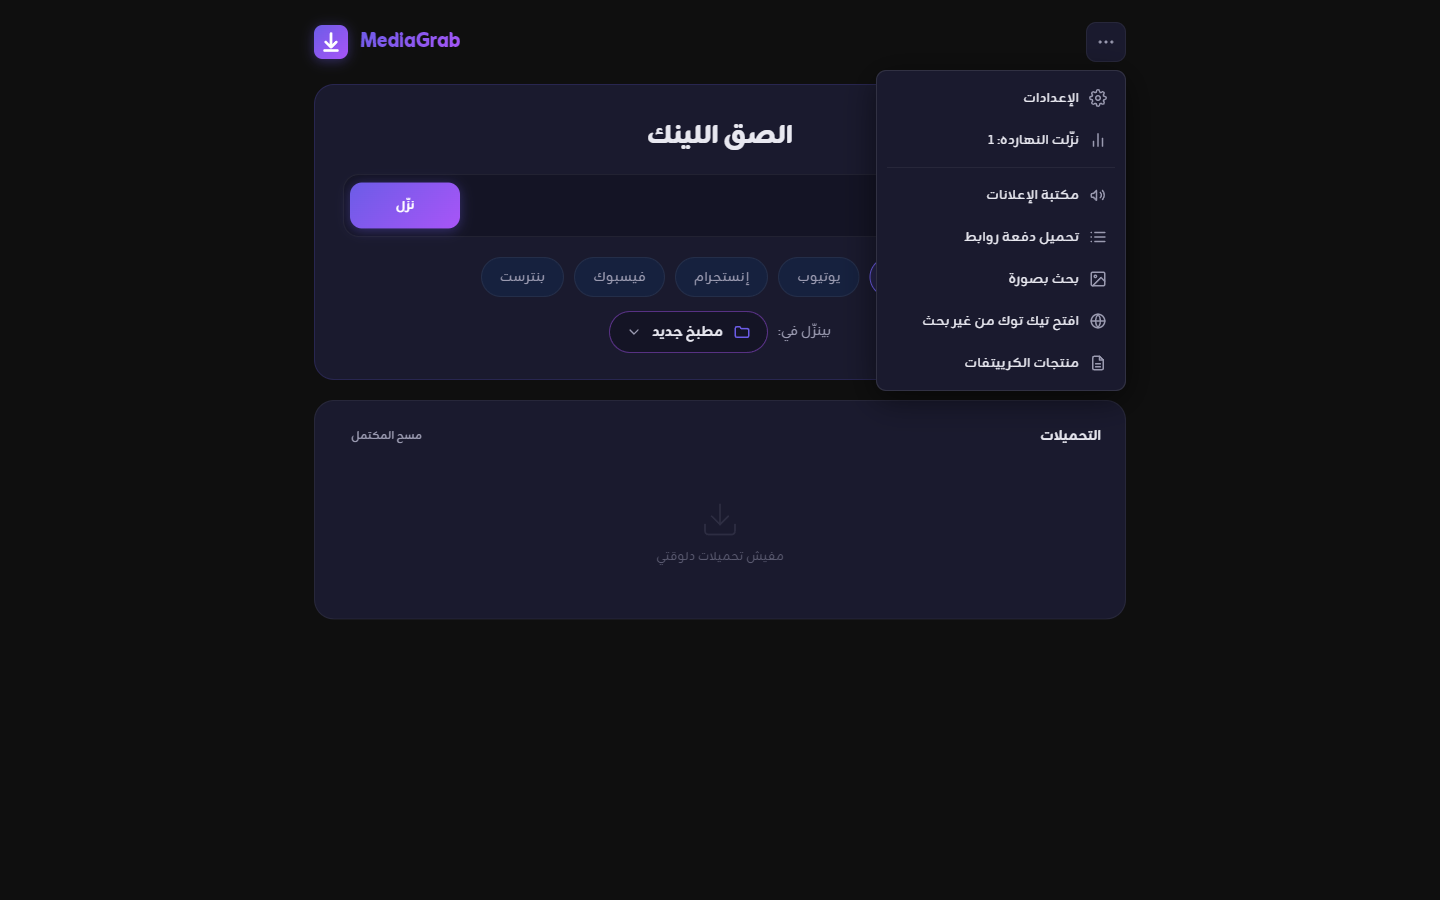 MediaGrab
الإعدادات
نزّلت النهارده: 1
مكتبة الإعلانات
تحميل دفعة روابط
بحث بصورة
افتح تيك توك من غير بحث
منتجات الكرييتفات
الصق اللينك
نزّل
يوتيوب
إنستجرام
فيسبوك
بنترست
بينزّل في:
مطبخ جديد
التحميلات
مسح المكتمل
مفيش تحميلات دلوقتي